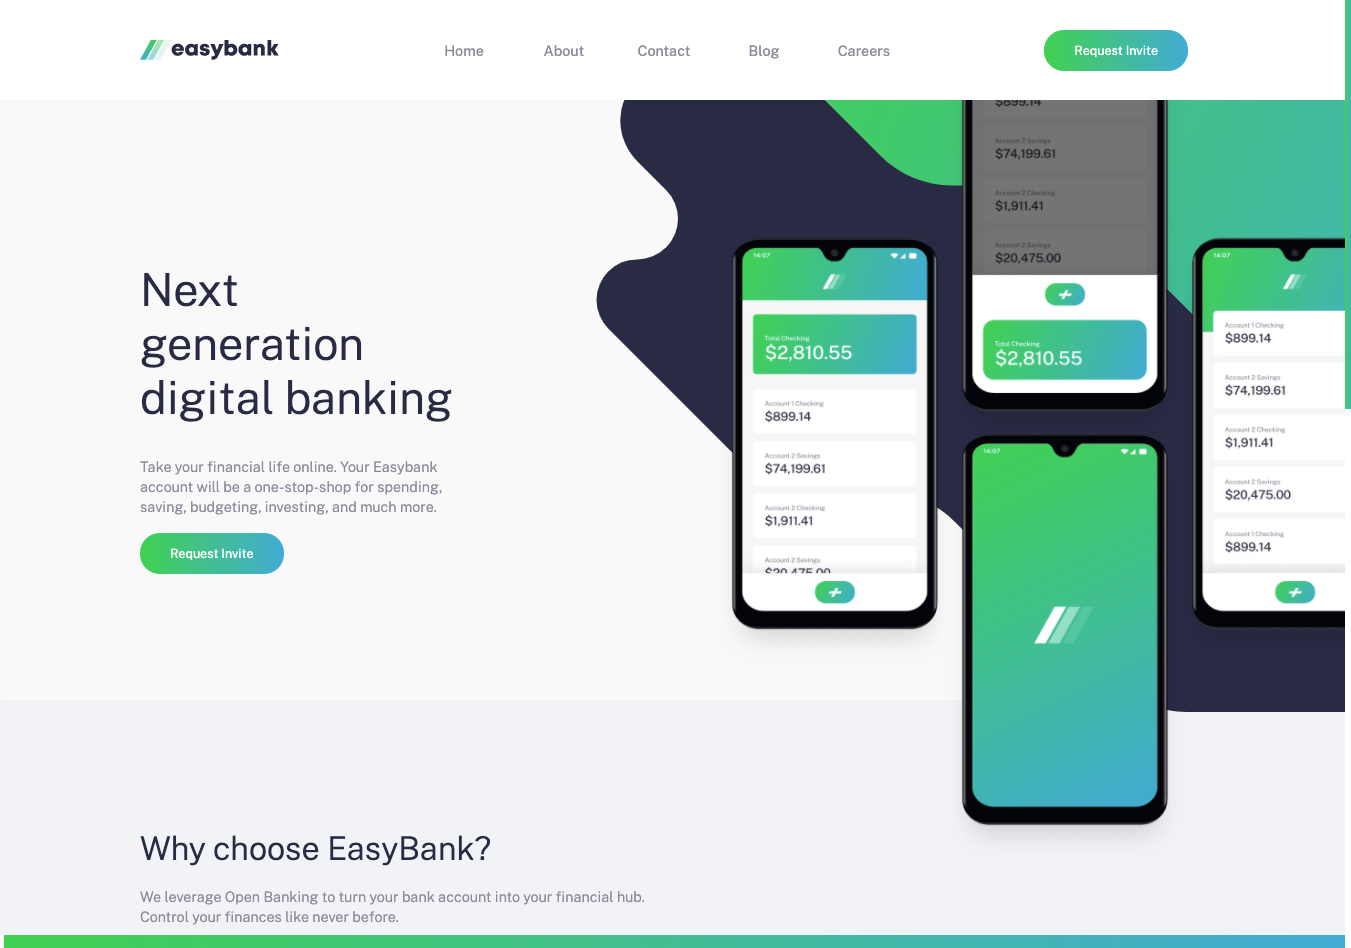 easybank
Home
About
Contact
Blog
Careers
Request Invite
Next
generation
digital banking
Take your financial life online. Your Easybank
account will be a one-stop-shop for spending,
saving, budgeting, investing, and much more.
Request Invite
14:07
Total Checking
$2,810.55
Account 1 Checking
$899.14
Account 2 Savings
$74,199.61
Account 2 Checking
$1,911.41
Account 2 Savings
$20,475.00
$899.14
Account 2 Savings
$74,199.61
Account 2 Checking
$1,911.41
Account 2 Savings
$20,475.00
Total Checking
$2,810.55
14:07
14:07
Account 1 Checking
$899.14
Account 2 Savings
$74,199.61
Account 2 Checking
$1,911.41
Account 2 Savings
$20,475.00
Account 1 Checking
$899.14
Why choose EasyBank?
We leverage Open Banking to turn your bank account into your financial hub.
Control your finances like never before.